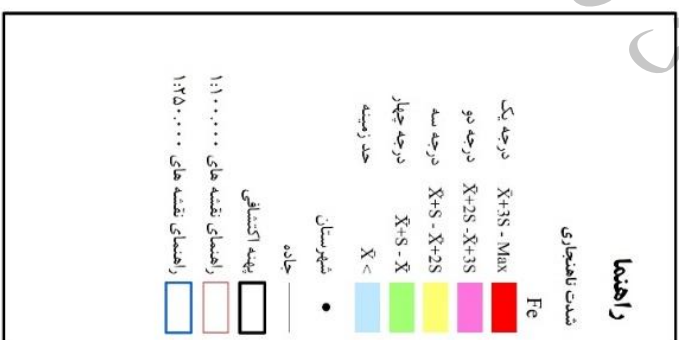 راهنما
شدت ناهنجاری
Fe
درجه یک X̄+3S - Max
درجه دو X̄+2S -X̄+3S
درجه سه X̄+S - X̄+2S
درجه چهار X̄+S - X̄
حد زمینه X̄ <
شهرستان
جاده
پهنه اکتشافی
راهنمای نقشه های ۱:۱۰۰.۰۰۰
راهنمای نقشه های ۱:۲۵۰.۰۰۰